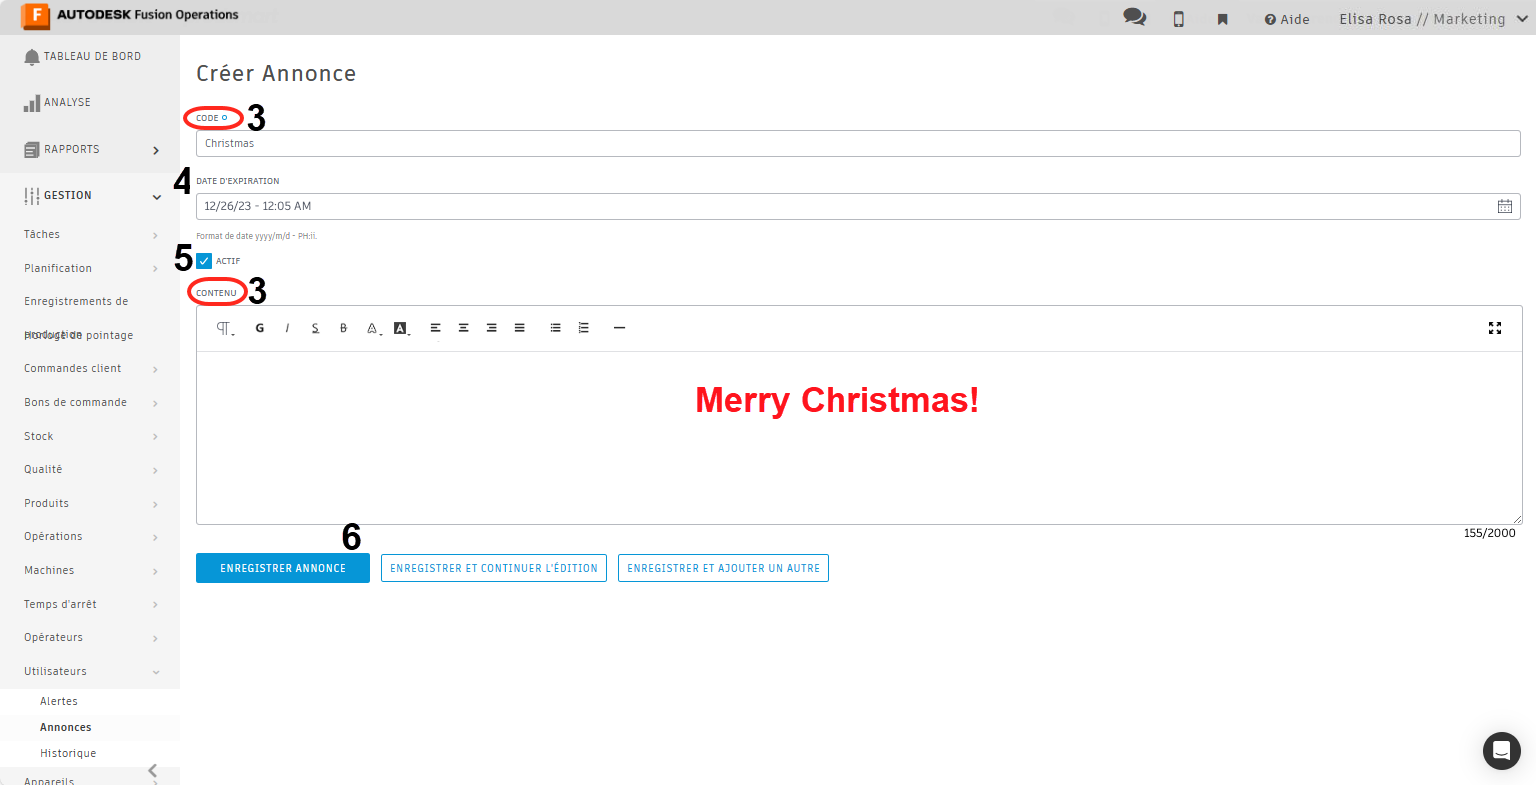 AUTODESK Fusion Operations
Aide
Elisa Rosa // Marketing
TABLEAU DE BORD
ANALYSE
RAPPORTS
GESTION
Tâches
Planification
Enregistrements de
production
Horloge de pointage
Commandes client
Bons de commande
Stock
Qualité
Produits
Opérations
Machines
Temps d'arrêt
Opérateurs
Utilisateurs
Alertes
Annonces
Historique
Appareils
Créer Annonce
CODE 3
Christmas
4 DATE D'EXPIRATION
12/26/23 - 12:05 AM
Format de date yyyy/m/d - PH:ii.
5 ACTIF
CONTENU 3
G I S B A A
Merry Christmas!
155/2000
6
ENREGISTRER ANNONCE
ENREGISTRER ET CONTINUER L'ÉDITION
ENREGISTRER ET AJOUTER UN AUTRE